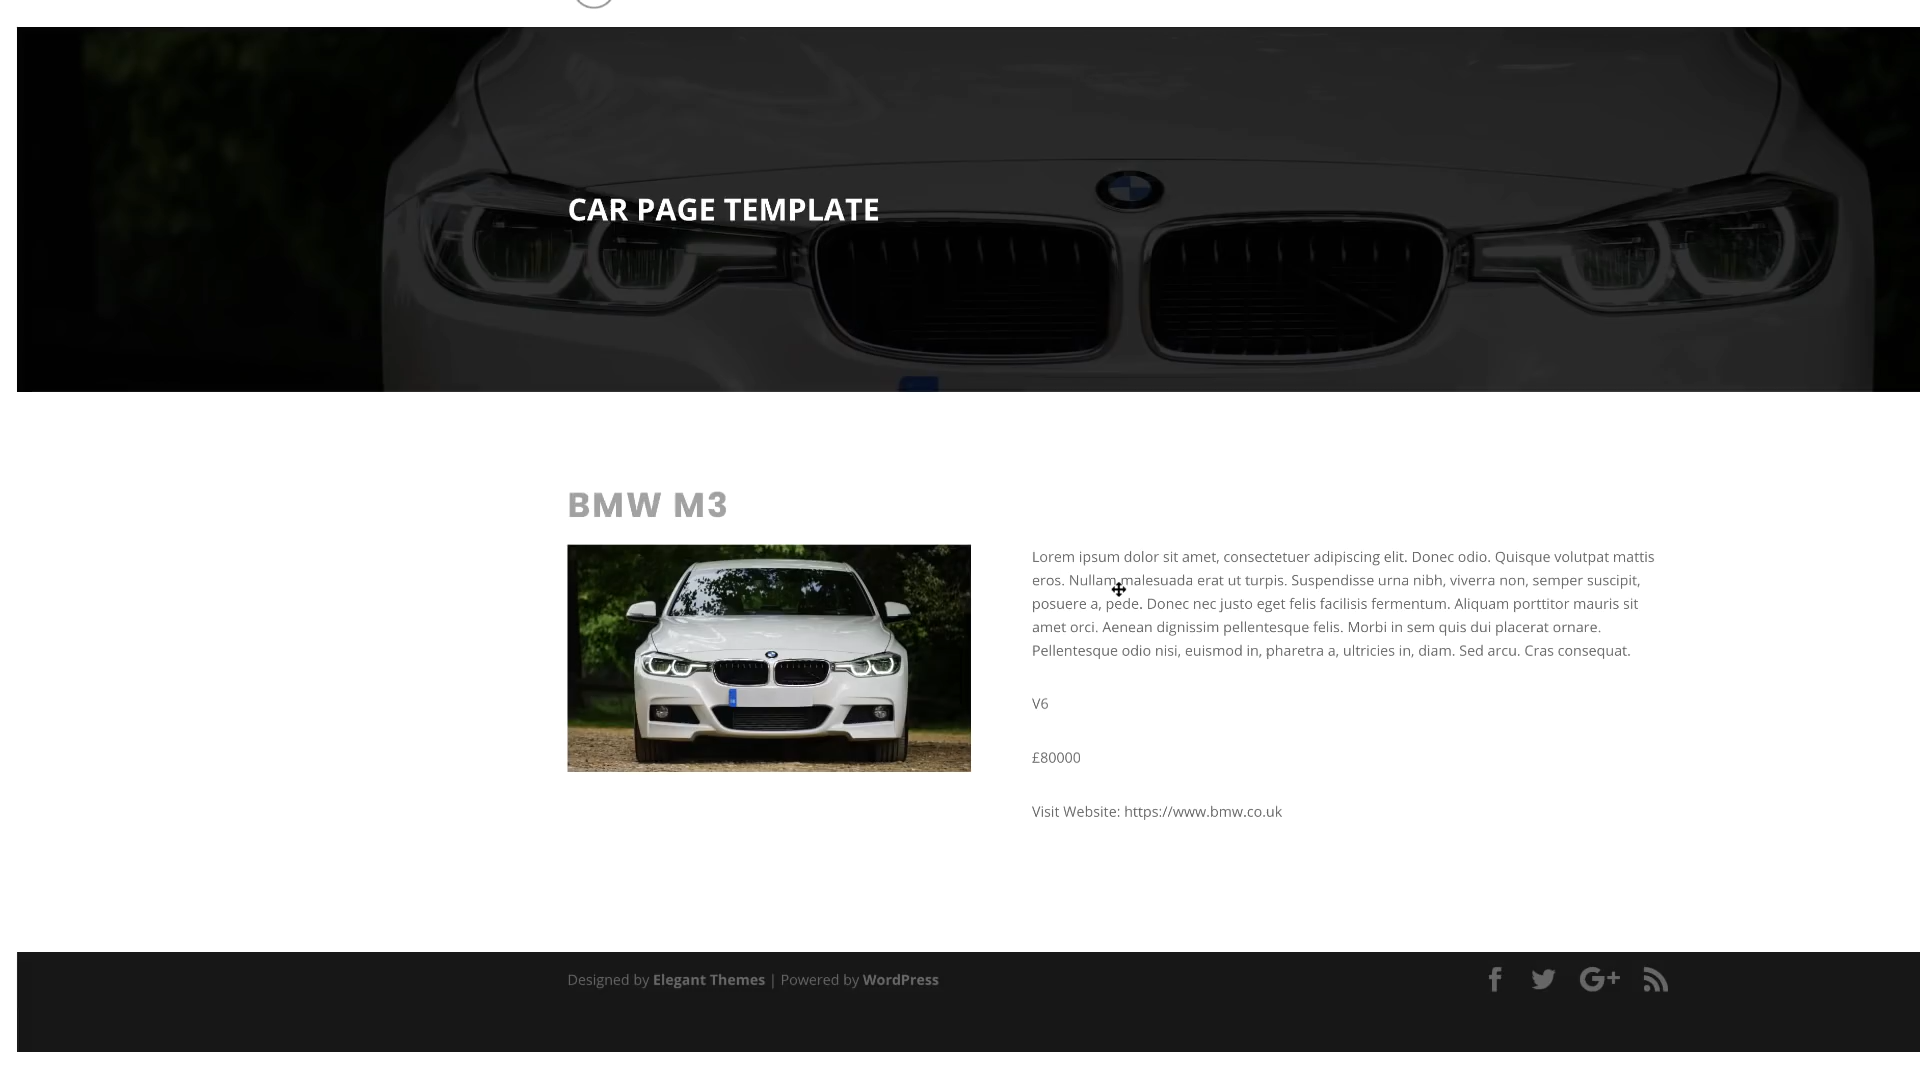 CAR PAGE TEMPLATE
BMW M3
Lorem ipsum dolor sit amet, consectetuer adipiscing elit. Donec odio. Quisque volutpat mattis
eros. Nullam malesuada erat ut turpis. Suspendisse urna nibh, viverra non, semper suscipit,
posuere a, pede. Donec nec justo eget felis facilisis fermentum. Aliquam porttitor mauris sit
amet orci. Aenean dignissim pellentesque felis. Morbi in sem quis dui placerat ornare.
Pellentesque odio nisi, euismod in, pharetra a, ultricies in, diam. Sed arcu. Cras consequat.
V6
£80000
Visit Website: https://www.bmw.co.uk
Designed by Elegant Themes | Powered by WordPress